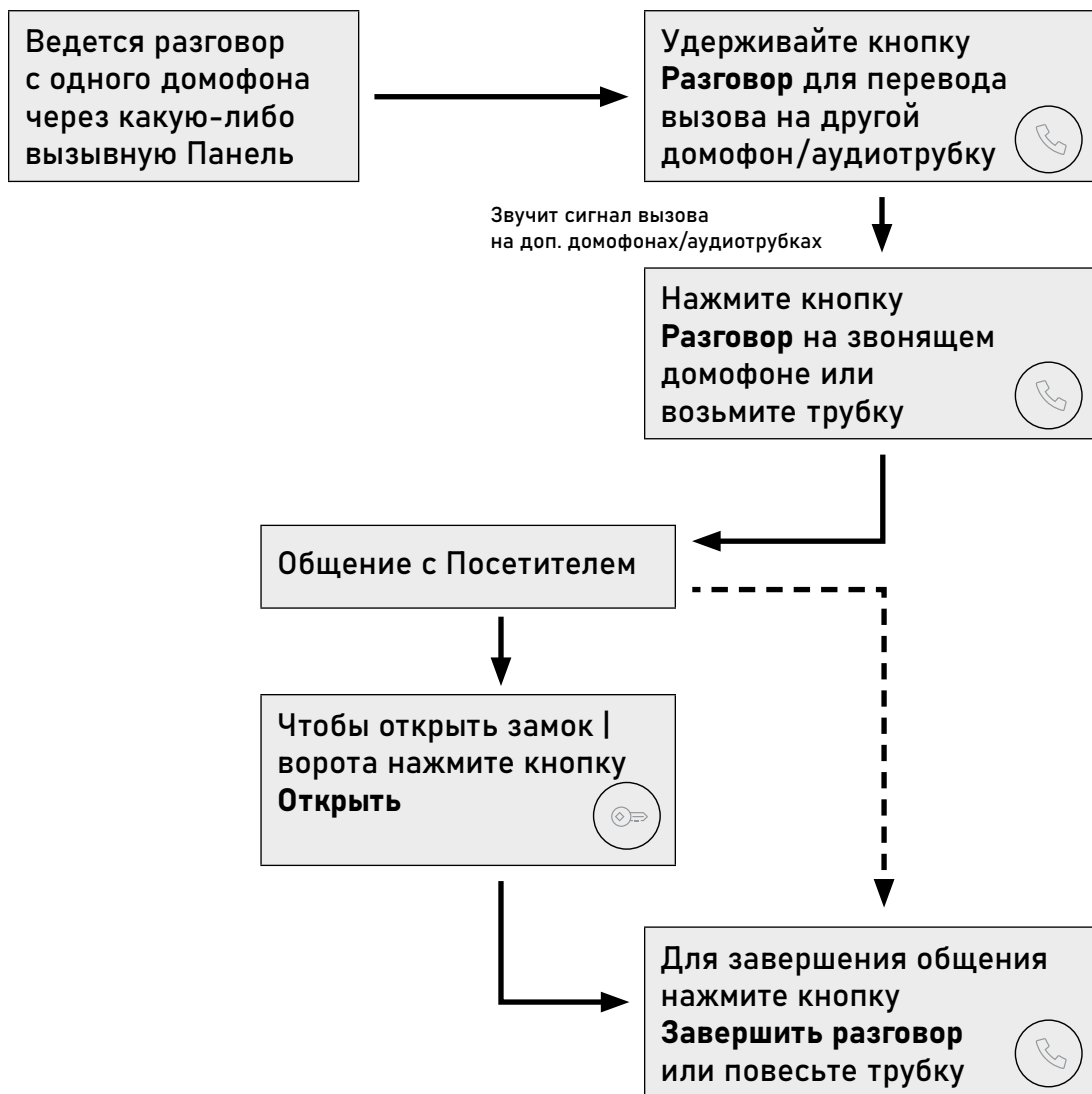 Ведется разговор
с одного домофона
через какую-либо
вызывную Панель
Удерживайте кнопку
Разговор для перевода
вызова на другой
домофон/аудиотрубку
Звучит сигнал вызова
на доп. домофонах/аудиотрубках
Нажмите кнопку
Разговор на звонящем
домофоне или
возьмите трубку
Общение с Посетителем
Чтобы открыть замок |
ворота нажмите кнопку
Открыть
Для завершения общения
нажмите кнопку
Завершить разговор
или повесьте трубку